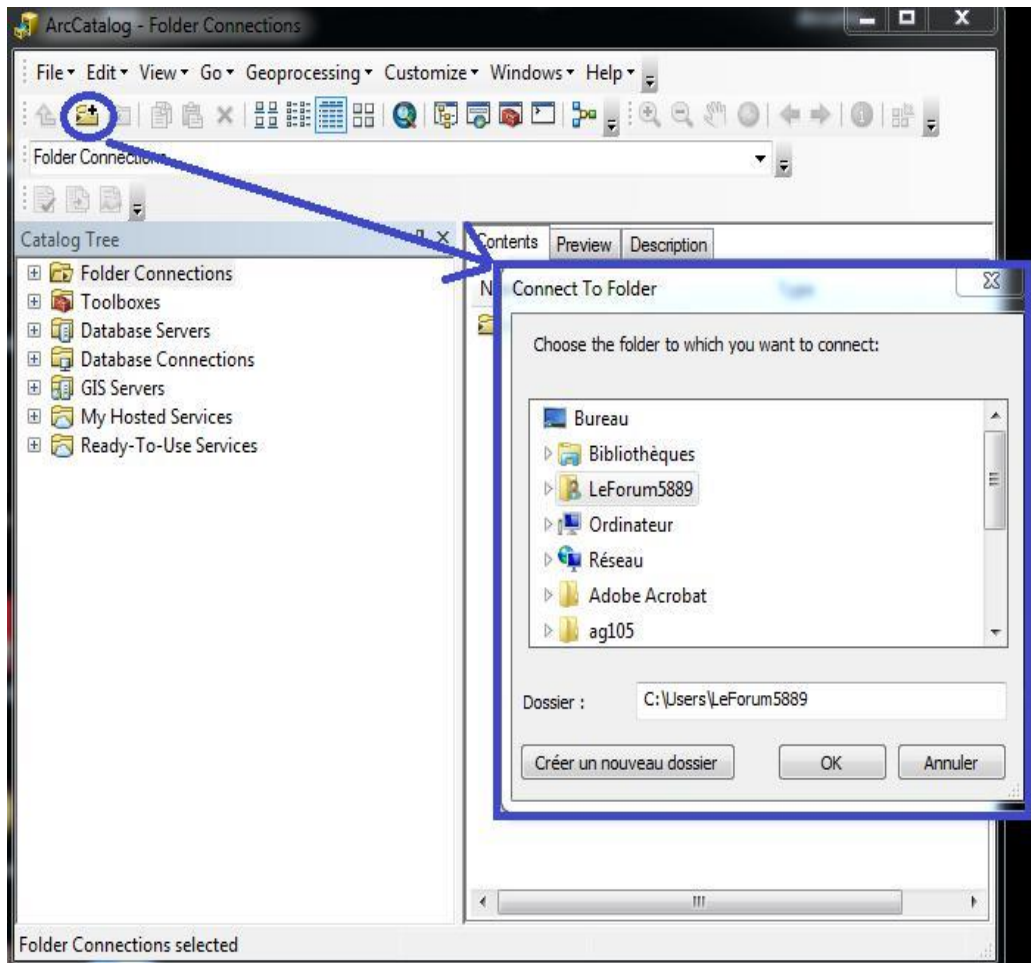 ArcCatalog - Folder Connections
File Edit View Go Geoprocessing Customize Windows Help
Folder Connections
Catalog Tree
Contents Preview Description
Folder Connections
Toolboxes
Database Servers
Database Connections
GIS Servers
My Hosted Services
Ready-To-Use Services
Connect To Folder
Choose the folder to which you want to connect:
Bureau
Bibliothèques
LeForum5889
Ordinateur
Réseau
Adobe Acrobat
ag105
Dossier : C:\Users\LeForum5889
Créer un nouveau dossier OK Annuler
Folder Connections selected